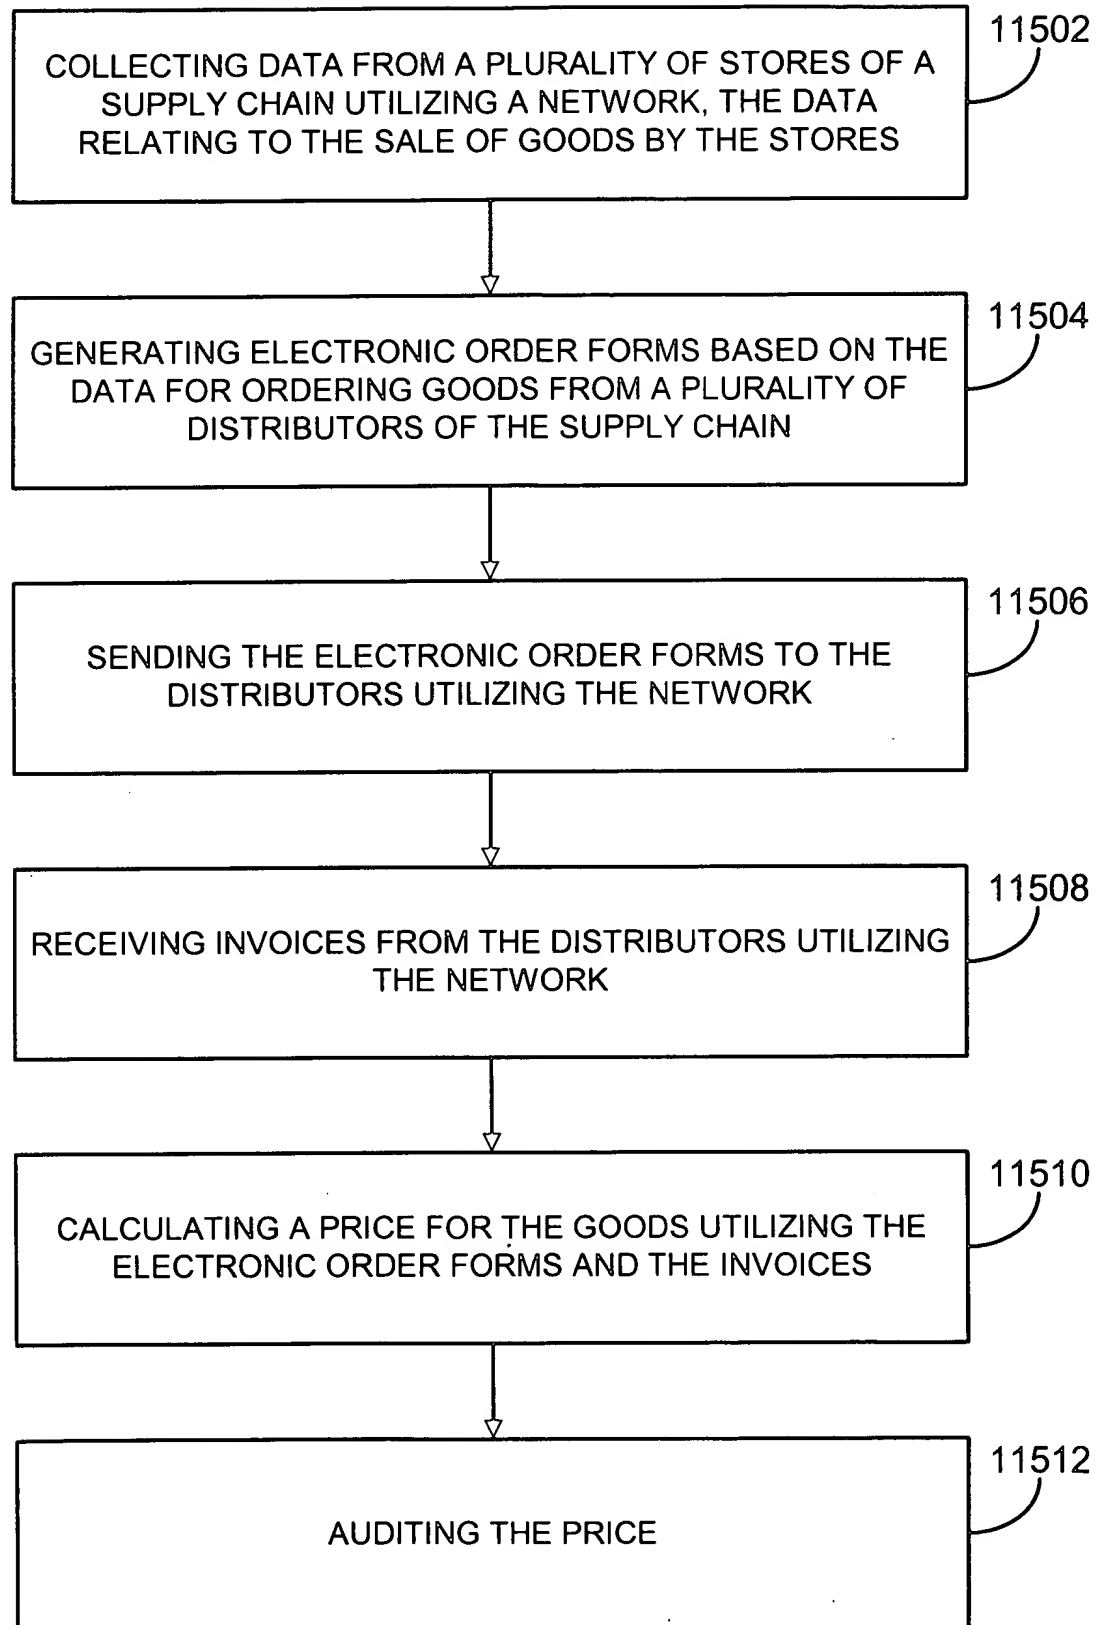 11502
COLLECTING DATA FROM A PLURALITY OF STORES OF A
SUPPLY CHAIN UTILIZING A NETWORK, THE DATA
RELATING TO THE SALE OF GOODS BY THE STORES
11504
GENERATING ELECTRONIC ORDER FORMS BASED ON THE
DATA FOR ORDERING GOODS FROM A PLURALITY OF
DISTRIBUTORS OF THE SUPPLY CHAIN
11506
SENDING THE ELECTRONIC ORDER FORMS TO THE
DISTRIBUTORS UTILIZING THE NETWORK
11508
RECEIVING INVOICES FROM THE DISTRIBUTORS UTILIZING
THE NETWORK
11510
CALCULATING A PRICE FOR THE GOODS UTILIZING THE
ELECTRONIC ORDER FORMS AND THE INVOICES
11512
AUDITING THE PRICE